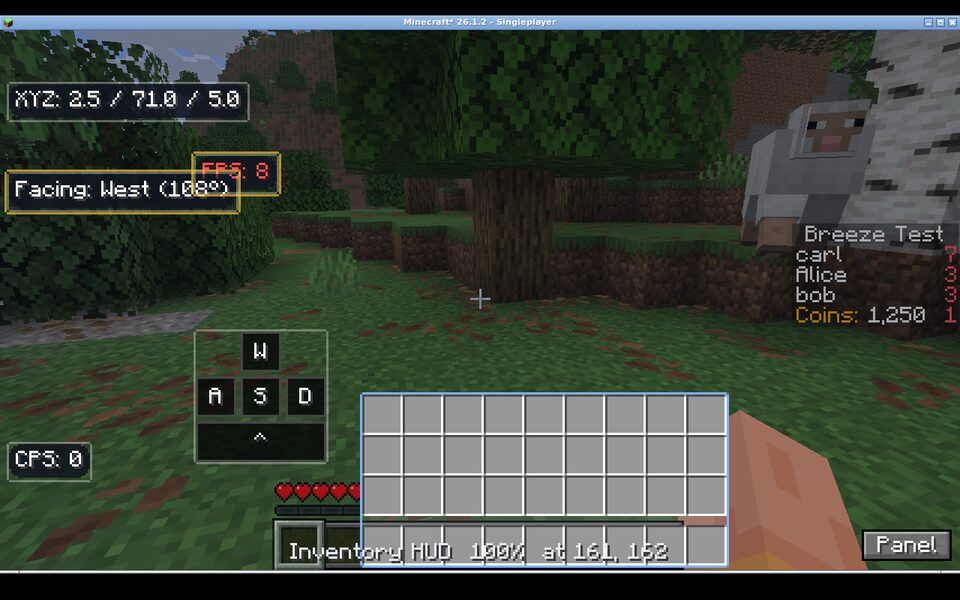 Minecraft* 26.1.2 - Singleplayer
XYZ: 2.5 / 71.0 / 5.0
FPS: 8
Facing: West (108º)
Breeze Test
carl 7
Alice 3
bob 3
Coins: 1,250 1
W
A S D
^
CPS: 0
Inventory HUD 100% at 161, 162
Panel